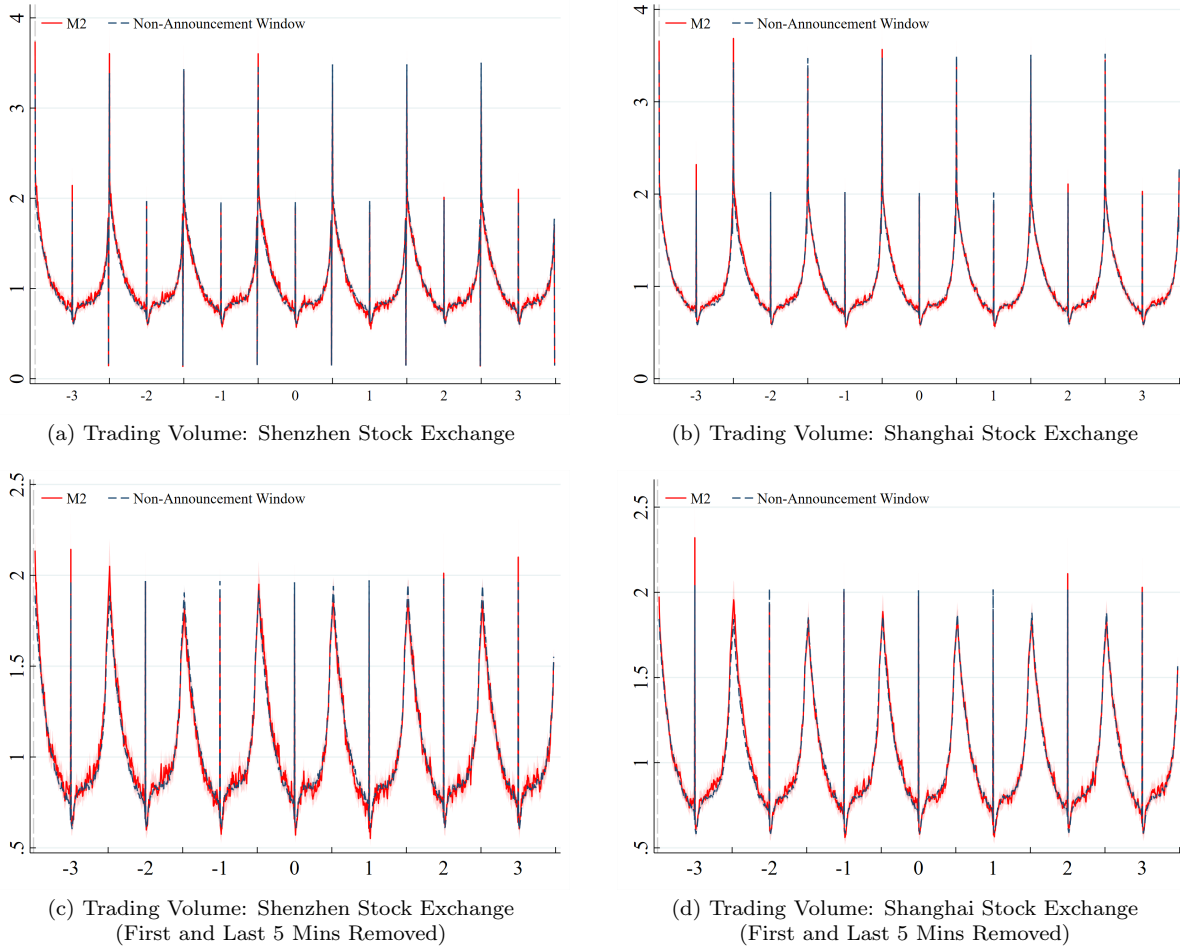 M2 Non-Announcement Window
4
3
2
1
0
-3 -2 -1 0 1 2 3
(a) Trading Volume: Shenzhen Stock Exchange
M2 Non-Announcement Window
4
3
2
1
0
-3 -2 -1 0 1 2 3
(b) Trading Volume: Shanghai Stock Exchange
M2 Non-Announcement Window
2.5
2
1.5
1
.5
-3 -2 -1 0 1 2 3
(c) Trading Volume: Shenzhen Stock Exchange
(First and Last 5 Mins Removed)
M2 Non-Announcement Window
2.5
2
1.5
1
.5
-3 -2 -1 0 1 2 3
(d) Trading Volume: Shanghai Stock Exchange
(First and Last 5 Mins Removed)